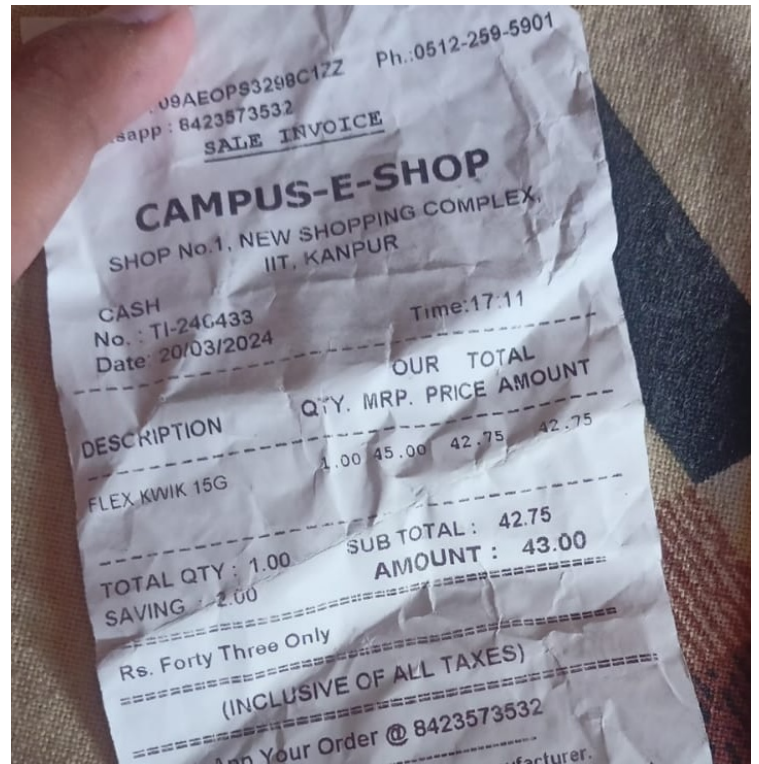 09AEOPS3298C1ZZ Ph.:0512-259-5901
sapp : 8423573532
SALE INVOICE
CAMPUS-E-SHOP
SHOP No.1, NEW SHOPPING COMPLEX,
IIT, KANPUR
CASH
No. : TI-240433 Time:17:11
Date: 20/03/2024
OUR TOTAL
DESCRIPTION QTY. MRP. PRICE AMOUNT
FLEX KWIK 15G 1.00 45.00 42.75 42.75
TOTAL QTY : 1.00 SUB TOTAL : 42.75
SAVING : 2.00 AMOUNT : 43.00
Rs. Forty Three Only
(INCLUSIVE OF ALL TAXES)
Your Order @ 8423573532